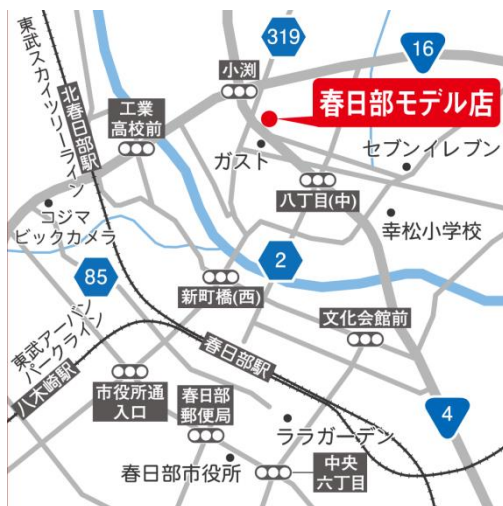 319
16
小渕
春日部モデル店
東武スカイツリーライン
北春日部駅
工業
高校前
ガスト
セブンイレブン
八丁目(中)
コジマ
ビックカメラ
幸松小学校
2
85
新町橋(西)
文化会館前
東武アーバン
パークライン
八木崎駅
春日部駅
市役所通
入口
春日部
郵便局
ララガーデン
4
春日部市役所
中央
六丁目